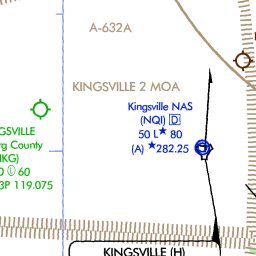 A-632A
KINGSVILLE 2 MOA
Kingsville NAS
(NQI) D
50 L★ 80
(A) ★282.25
GSVILLE
rg County
IKG)
0 60
3P 119.075
KINGSVILLE (H)